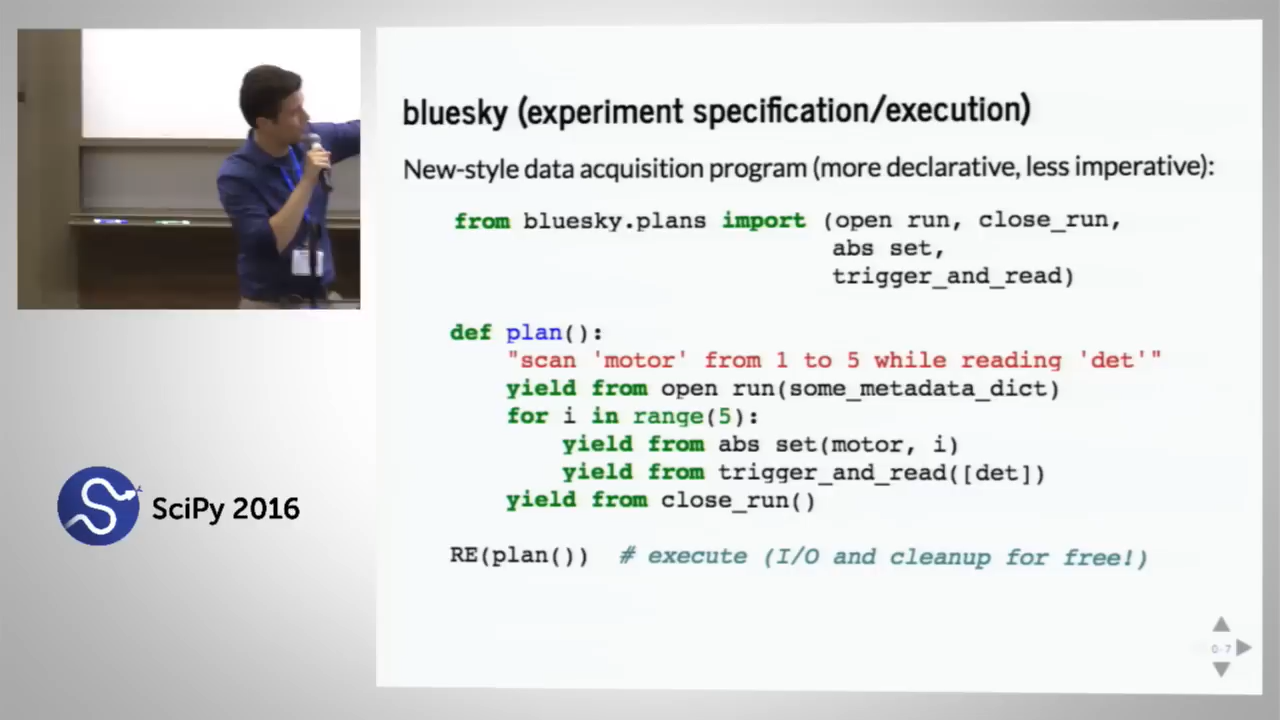 bluesky (experiment specification/execution)
New-style data acquisition program (more declarative, less imperative):
from bluesky.plans import (open run, close_run,
abs set,
trigger_and_read)
def plan():
"scan 'motor' from 1 to 5 while reading 'det'"
yield from open run(some_metadata_dict)
for i in range(5):
yield from abs set(motor, i)
yield from trigger_and_read([det])
yield from close_run()
RE(plan()) # execute (I/O and cleanup for free!)
SciPy 2016
0-7